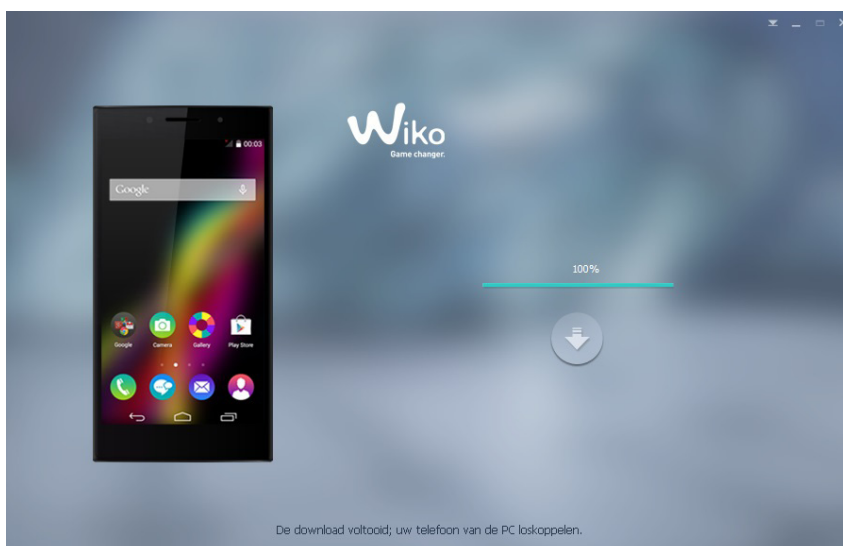 Wiko
Game changer.
00:03
Google
Google
Camera
Gallery
Play Store
100%
De download voltooid; uw telefoon van de PC loskoppelen.